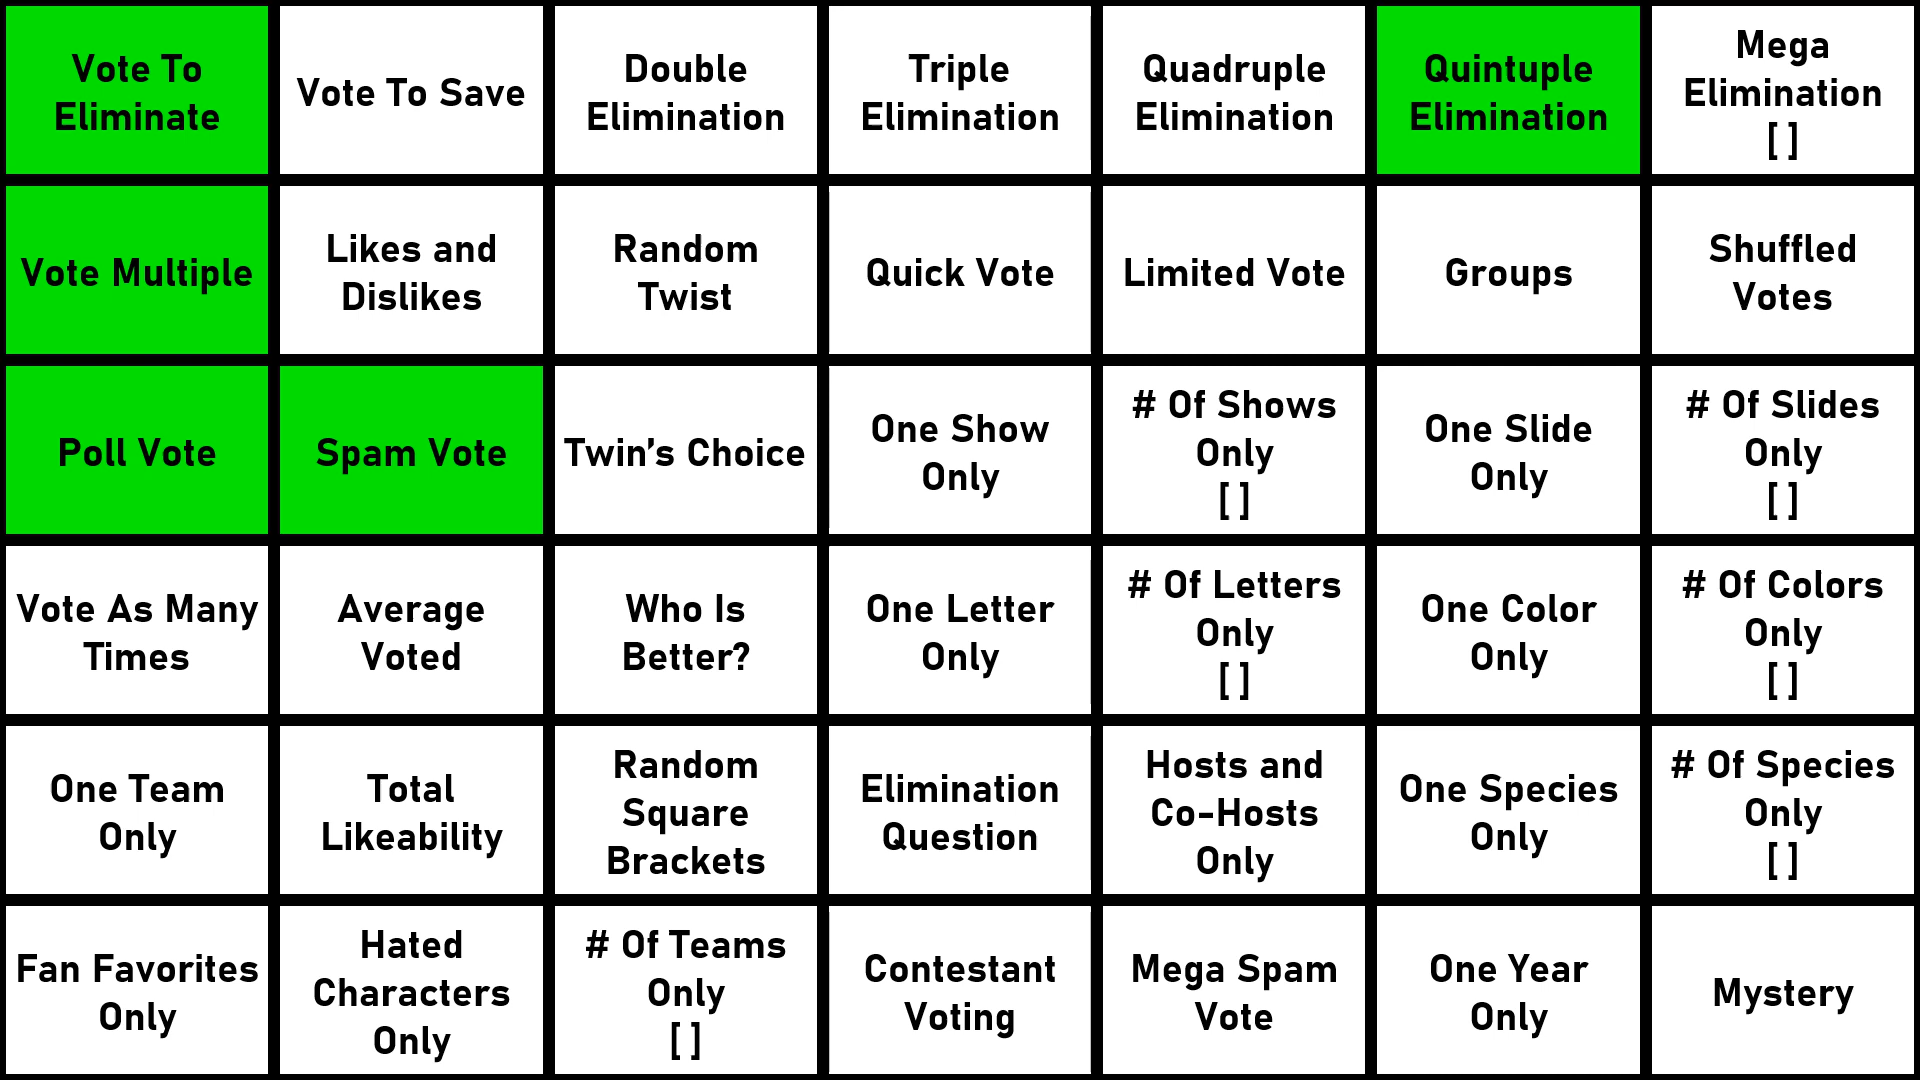 Vote To
Eliminate
Vote To Save
Double
Elimination
Triple
Elimination
Quadruple
Elimination
Quintuple
Elimination
Mega
Elimination
[ ]
Vote Multiple
Likes and
Dislikes
Random
Twist
Quick Vote
Limited Vote
Groups
Shuffled
Votes
Poll Vote
Spam Vote
Twin's Choice
One Show
Only
# Of Shows
Only
[ ]
One Slide
Only
# Of Slides
Only
[ ]
Vote As Many
Times
Average
Voted
Who Is
Better?
One Letter
Only
# Of Letters
Only
[ ]
One Color
Only
# Of Colors
Only
[ ]
One Team
Only
Total
Likeability
Random
Square
Brackets
Elimination
Question
Hosts and
Co-Hosts
Only
One Species
Only
# Of Species
Only
[ ]
Fan Favorites
Only
Hated
Characters
Only
# Of Teams
Only
[ ]
Contestant
Voting
Mega Spam
Vote
One Year
Only
Mystery